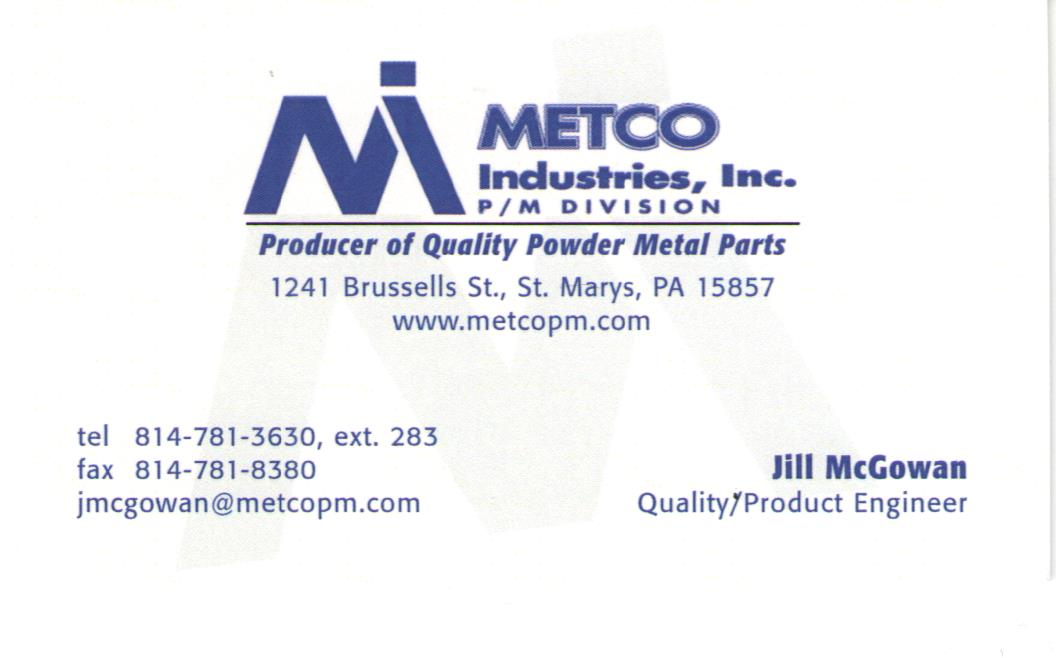 METCO
Industries, Inc.
P/M DIVISION
Producer of Quality Powder Metal Parts
1241 Brussells St., St. Marys, PA 15857
www.metcopm.com
tel 814-781-3630, ext. 283
fax 814-781-8380
jmcgowan@metcopm.com
Jill McGowan
Quality/Product Engineer